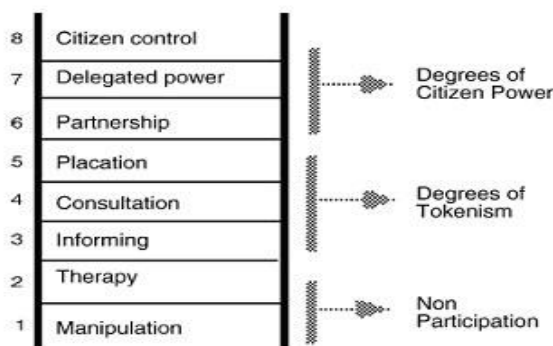 8 Citizen control
7 Delegated power
6 Partnership
5 Placation
4 Consultation
3 Informing
2 Therapy
1 Manipulation
Degrees of
Citizen Power
Degrees of
Tokenism
Non
Participation